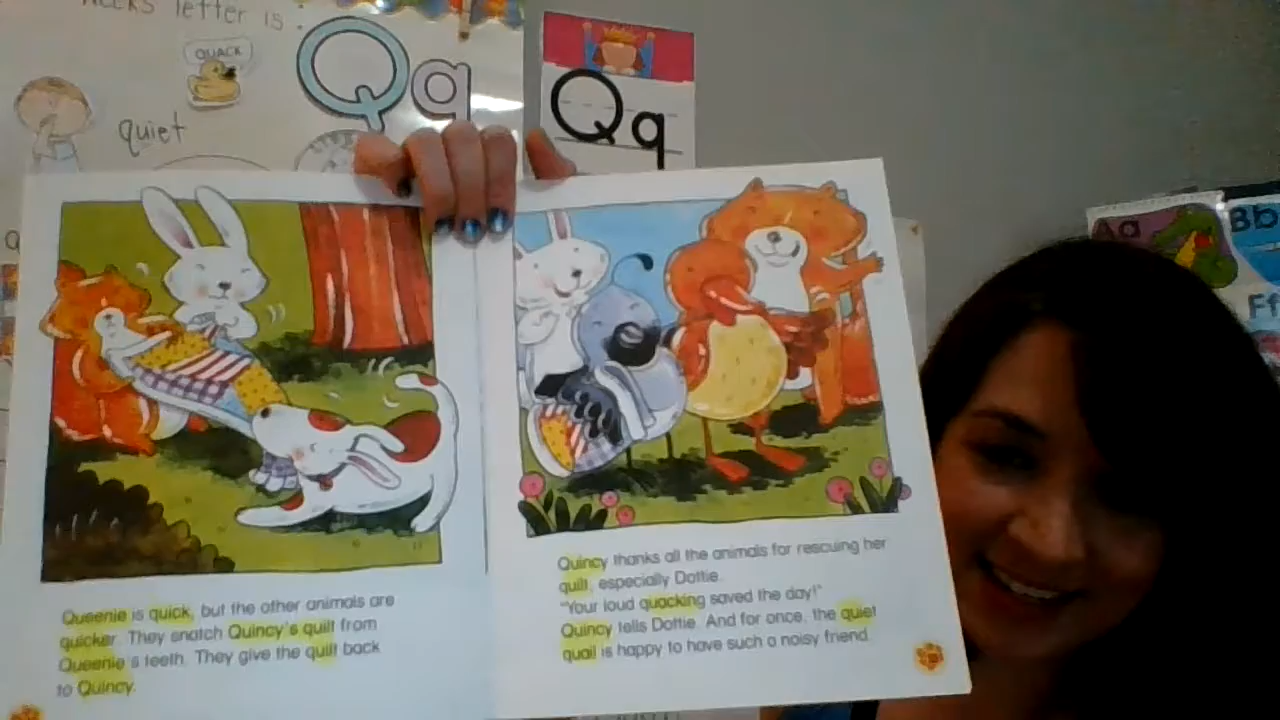 letter is:
QUACK
Qq
quiet
Qq
Aa
Bb
Ff
Queenie is quick, but the other animals are
quicker. They snatch Quincy's quilt from
Queenie's teeth. They give the quilt back
to Quincy.
Quincy thanks all the animals for rescuing her
quilt, especially Dottie.
"Your loud quacking saved the day!"
Quincy tells Dottie. And for once, the quiet
quail is happy to have such a noisy friend.